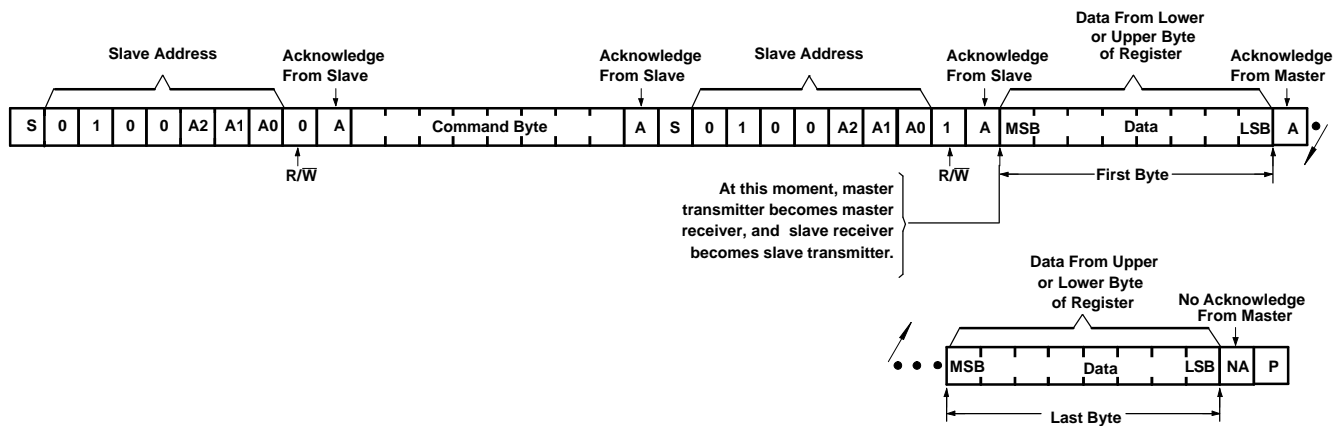 Data From Lower
or Upper Byte
of Register
Slave Address
Acknowledge
From Slave
Acknowledge
From Slave
Slave Address
Acknowledge
From Slave
Acknowledge
From Master
S 0 1 0 0 A2 A1 A0 0 A Command Byte A S 0 1 0 0 A2 A1 A0 1 A MSB Data LSB A
R/W̅
R/W̅
First Byte
At this moment, master
transmitter becomes master
receiver, and slave receiver
becomes slave transmitter.
Data From Upper
or Lower Byte
of Register
No Acknowledge
From Master
MSB Data LSB NA P
Last Byte